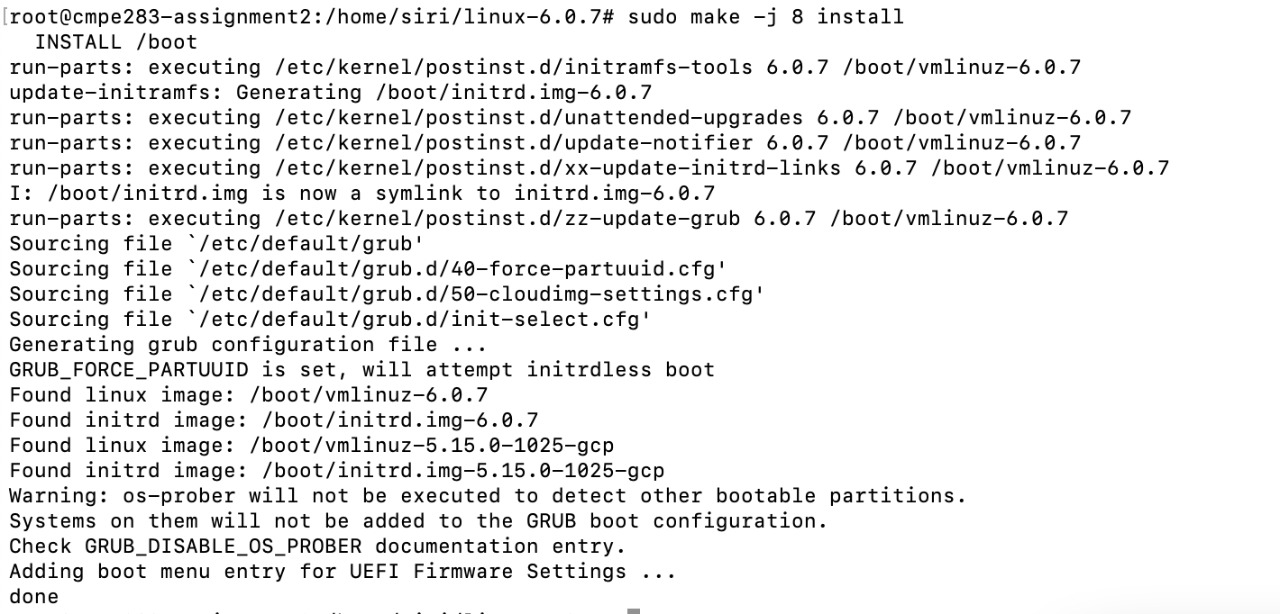 [root@cmpe283-assignment2:/home/siri/linux-6.0.7# sudo make -j 8 install
INSTALL /boot
run-parts: executing /etc/kernel/postinst.d/initramfs-tools 6.0.7 /boot/vmlinuz-6.0.7
update-initramfs: Generating /boot/initrd.img-6.0.7
run-parts: executing /etc/kernel/postinst.d/unattended-upgrades 6.0.7 /boot/vmlinuz-6.0.7
run-parts: executing /etc/kernel/postinst.d/update-notifier 6.0.7 /boot/vmlinuz-6.0.7
run-parts: executing /etc/kernel/postinst.d/xx-update-initrd-links 6.0.7 /boot/vmlinuz-6.0.7
I: /boot/initrd.img is now a symlink to initrd.img-6.0.7
run-parts: executing /etc/kernel/postinst.d/zz-update-grub 6.0.7 /boot/vmlinuz-6.0.7
Sourcing file `/etc/default/grub'
Sourcing file `/etc/default/grub.d/40-force-partuuid.cfg'
Sourcing file `/etc/default/grub.d/50-cloudimg-settings.cfg'
Sourcing file `/etc/default/grub.d/init-select.cfg'
Generating grub configuration file ...
GRUB_FORCE_PARTUUID is set, will attempt initrdless boot
Found linux image: /boot/vmlinuz-6.0.7
Found initrd image: /boot/initrd.img-6.0.7
Found linux image: /boot/vmlinuz-5.15.0-1025-gcp
Found initrd image: /boot/initrd.img-5.15.0-1025-gcp
Warning: os-prober will not be executed to detect other bootable partitions.
Systems on them will not be added to the GRUB boot configuration.
Check GRUB_DISABLE_OS_PROBER documentation entry.
Adding boot menu entry for UEFI Firmware Settings ...
done